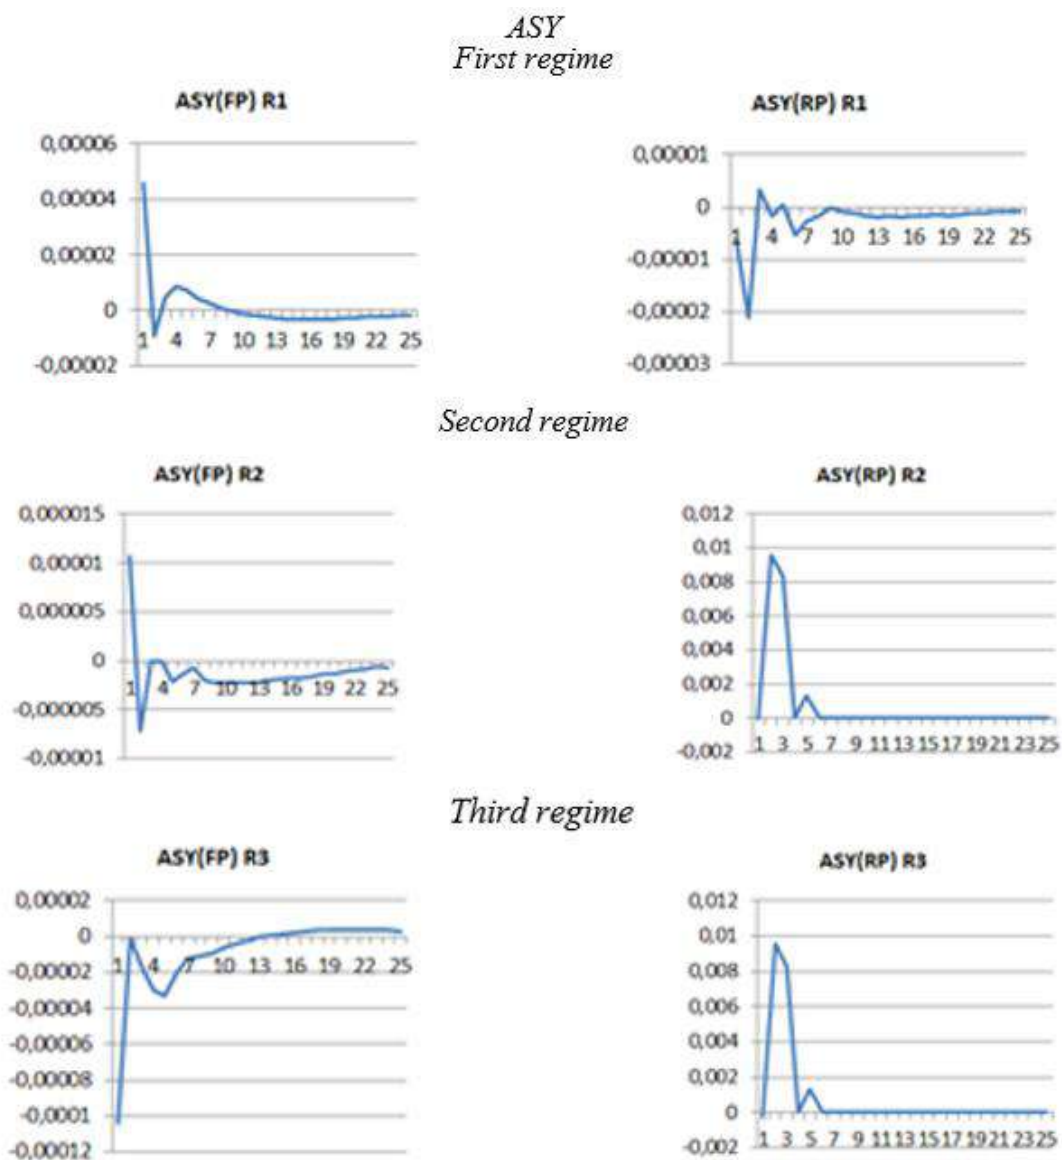 ASY
First regime
ASY(FP) R1
0,00006
0,00004
0,00002
0
-0,00002
1 4 7 10 13 16 19 22 25
ASY(RP) R1
0,00001
0
-0,00001
-0,00002
-0,00003
1 4 7 10 13 16 19 22 25
Second regime
ASY(FP) R2
0,000015
0,00001
0,000005
0
-0,000005
-0,00001
1 4 7 10 13 16 19 22 25
ASY(RP) R2
0,012
0,01
0,008
0,006
0,004
0,002
0
-0,002
1 3 5 7 9 11 13 15 17 19 21 23 25
Third regime
ASY(FP) R3
0,00002
0
-0,00002
-0,00004
-0,00006
-0,00008
-0,0001
-0,00012
1 4 7 10 13 16 19 22 25
ASY(RP) R3
0,012
0,01
0,008
0,006
0,004
0,002
0
-0,002
1 3 5 7 9 11 13 15 17 19 21 23 25